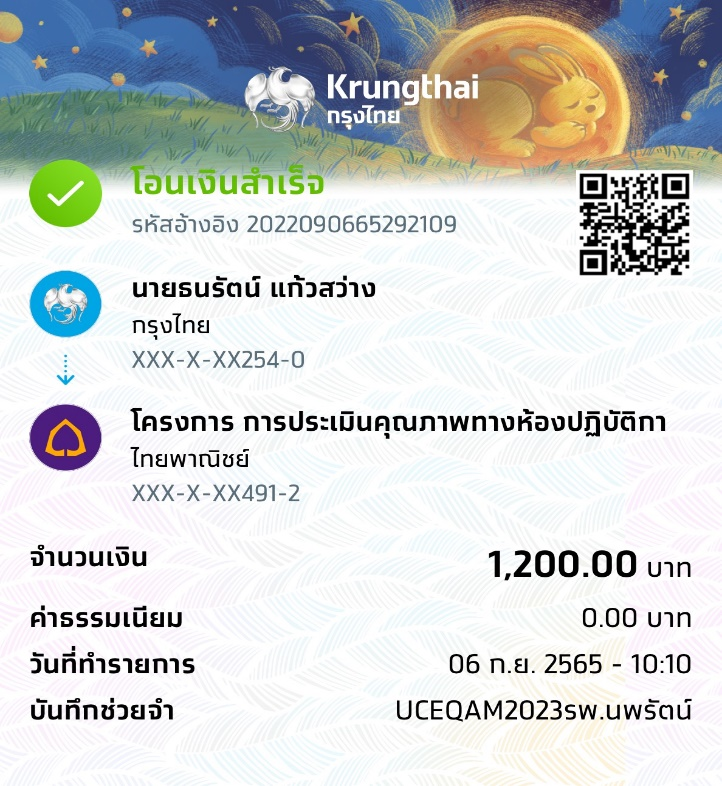 Krungthai
กรุงไทย
โอนเงินสำเร็จ
รหัสอ้างอิง 2022090665292109
นายธนรัตน์ แก้วสว่าง
กรุงไทย
XXX-X-XX254-0
โครงการ การประเมินคุณภาพทางห้องปฏิบัติกา
ไทยพาณิชย์
XXX-X-XX491-2
จำนวนเงิน 1,200.00 บาท
ค่าธรรมเนียม 0.00 บาท
วันที่ทำรายการ 06 ก.ย. 2565 - 10:10
บันทึกช่วยจำ UCEQAM2023รพ.นพรัตน์